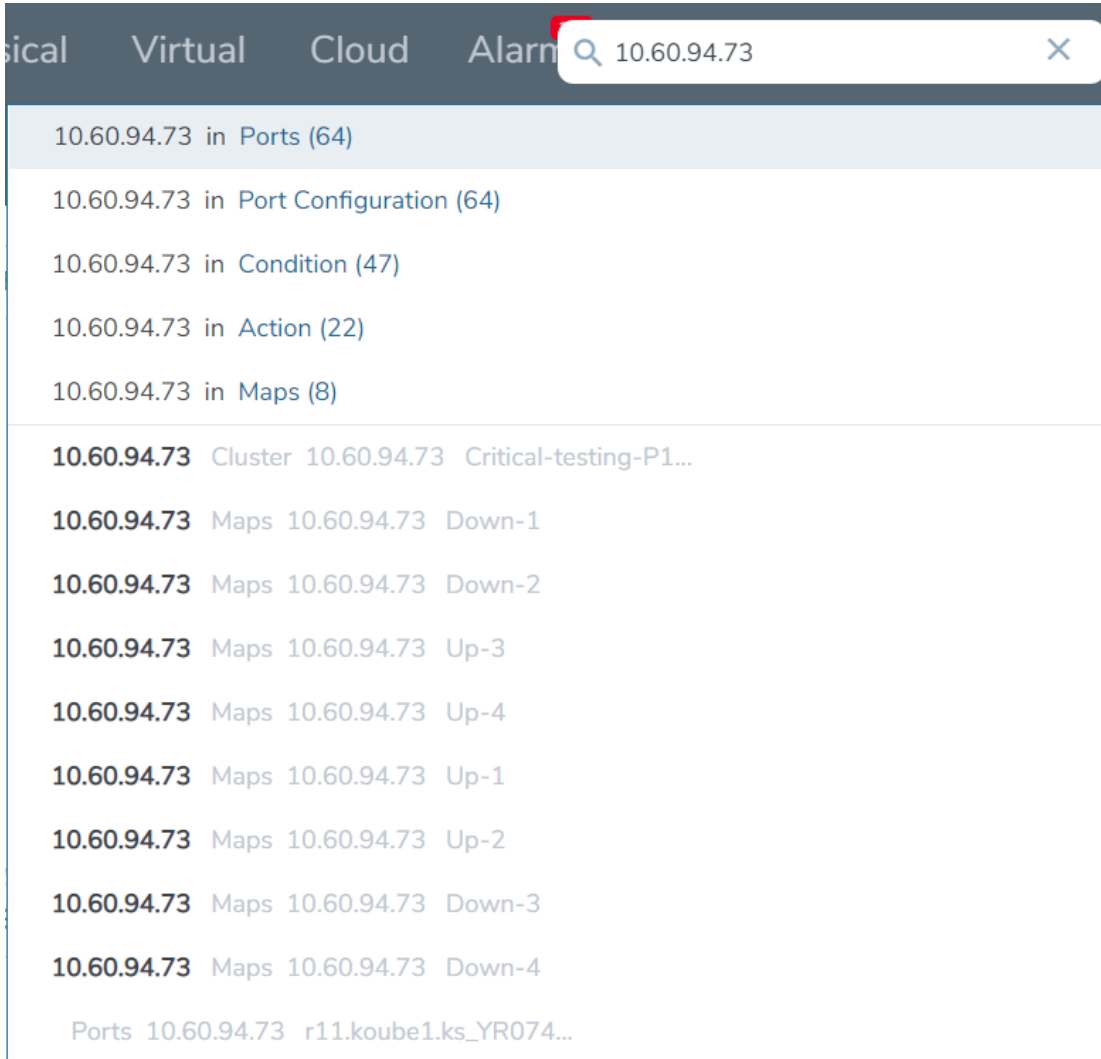 sical Virtual Cloud Alarm 10.60.94.73
10.60.94.73 in Ports (64)
10.60.94.73 in Port Configuration (64)
10.60.94.73 in Condition (47)
10.60.94.73 in Action (22)
10.60.94.73 in Maps (8)
10.60.94.73 Cluster 10.60.94.73 Critical-testing-P1...
10.60.94.73 Maps 10.60.94.73 Down-1
10.60.94.73 Maps 10.60.94.73 Down-2
10.60.94.73 Maps 10.60.94.73 Up-3
10.60.94.73 Maps 10.60.94.73 Up-4
10.60.94.73 Maps 10.60.94.73 Up-1
10.60.94.73 Maps 10.60.94.73 Up-2
10.60.94.73 Maps 10.60.94.73 Down-3
10.60.94.73 Maps 10.60.94.73 Down-4
Ports 10.60.94.73 r11.koube1.ks_YR074...